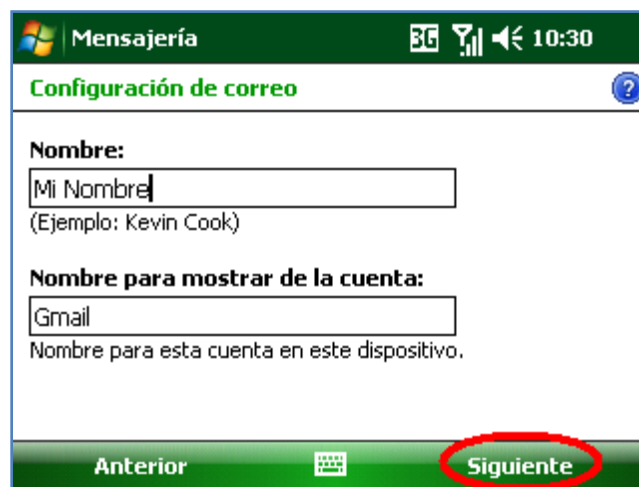 Mensajería 3G 10:30
Configuración de correo ?
Nombre:
Mi Nombre
(Ejemplo: Kevin Cook)
Nombre para mostrar de la cuenta:
Gmail
Nombre para esta cuenta en este dispositivo.
Anterior Siguiente